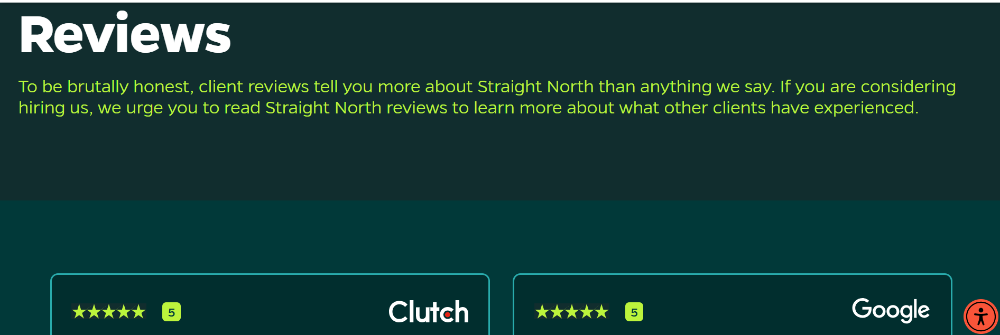 Reviews
To be brutally honest, client reviews tell you more about Straight North than anything we say. If you are considering
hiring us, we urge you to read Straight North reviews to learn more about what other clients have experienced.
5
Clutch
5
Google